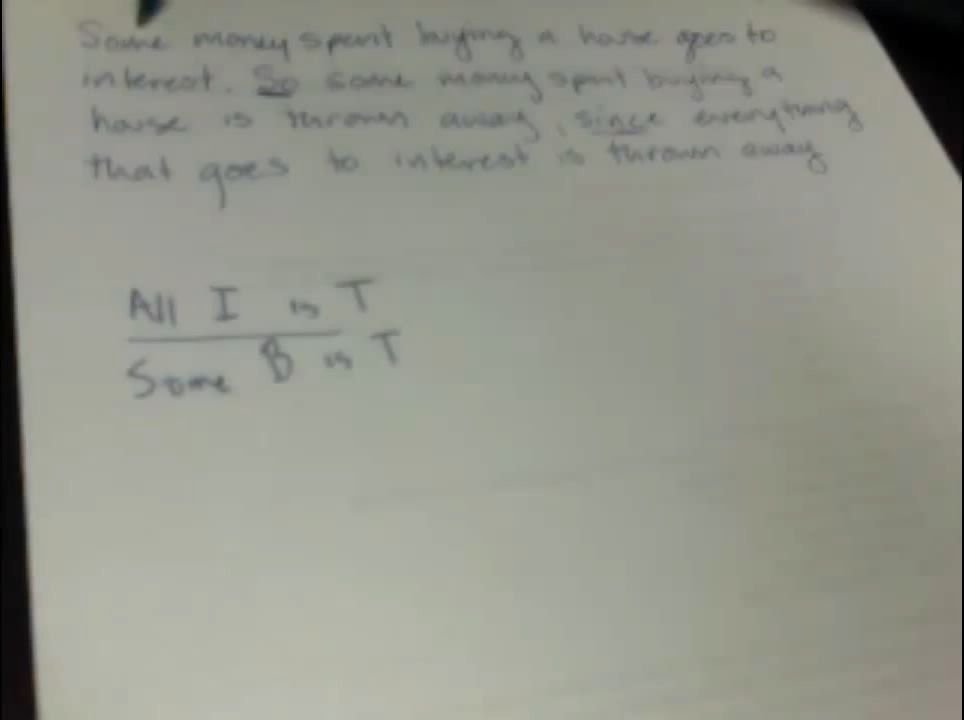 Some money spent buying a house goes to
interest. So some money spent buying a
house is thrown away, since everything
that goes to interest is thrown away
All I is T
Some B is T